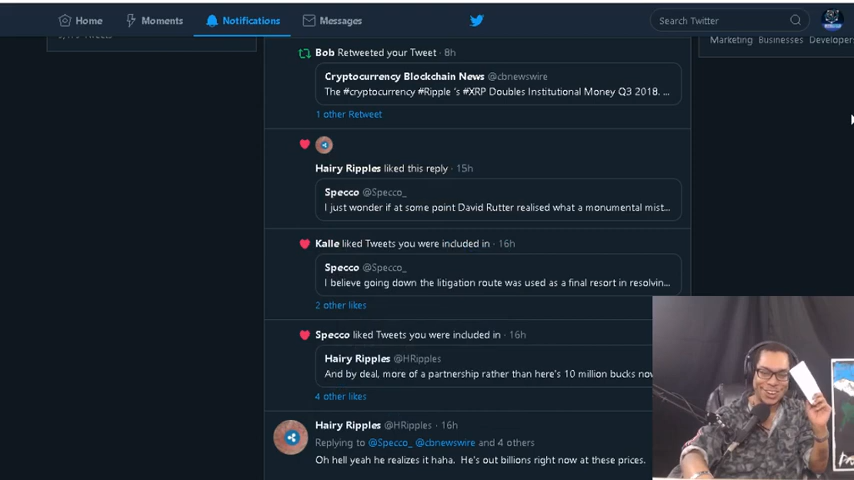 Home Moments Notifications Messages Search Twitter
Tweets
Marketing Businesses Developers
Bob Retweeted your Tweet · 8h
Cryptocurrency Blockchain News @cbnewswire
The #cryptocurrency #Ripple 's #XRP Doubles Institutional Money Q3 2018. ...
1 other Retweet
Hairy Ripples liked this reply · 15h
Specco @Specco_
I just wonder if at some point David Rutter realised what a monumental mist...
Kalle liked Tweets you were included in · 16h
Specco @Specco_
I believe going down the litigation route was used as a final resort in resolvin...
2 other likes
Specco liked Tweets you were included in · 16h
Hairy Ripples @HRipples
And by deal, more of a partnership rather than here's 10 million bucks now
4 other likes
Hairy Ripples @HRipples · 16h
Replying to @Specco_ @cbnewswire and 4 others
Oh hell yeah he realizes it haha. He's out billions right now at these prices.